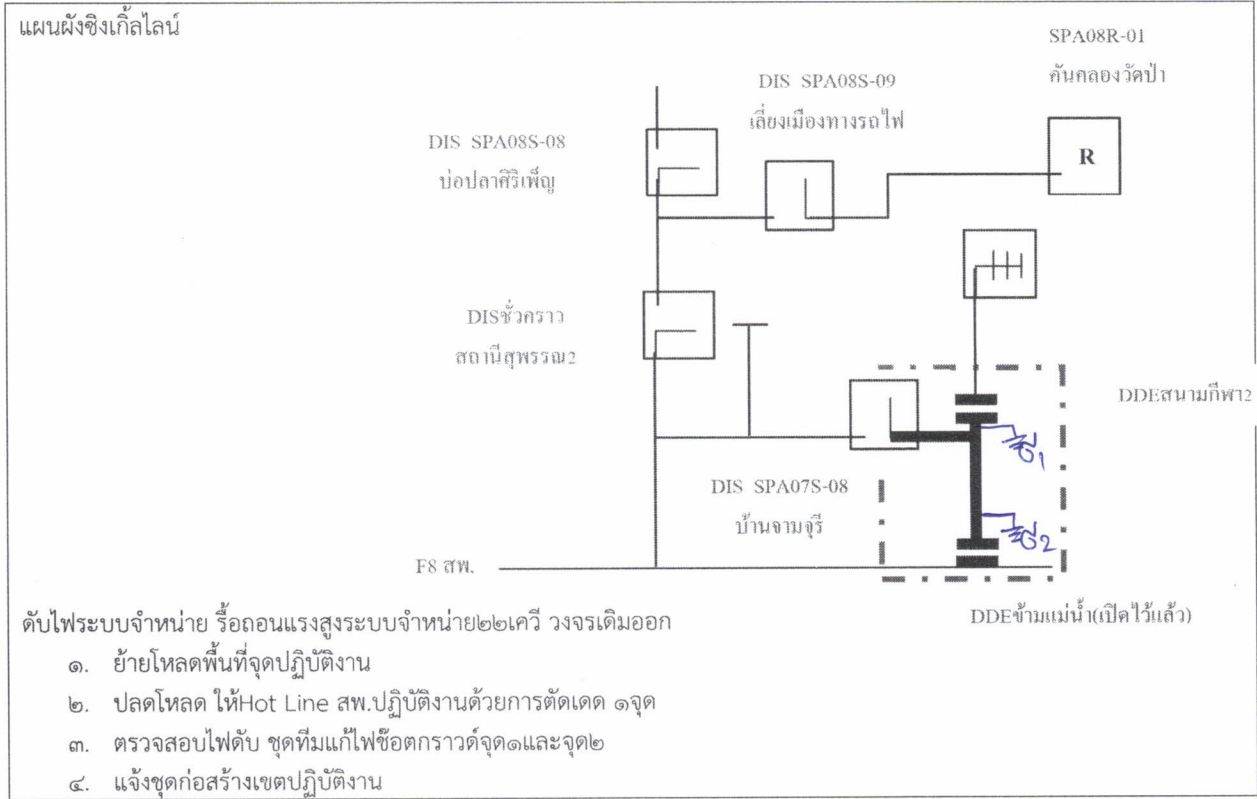 แผนผังซิงเกิ้ลไลน์
SPA08R-01
คันคลองวัดป่า
DIS SPA08S-09
เลี่ยงเมืองทางรถไฟ
DIS SPA08S-08
บ่อปลาศิริเพ็ญ
R
DISชั่วคราว
สถานีสุพรรณ2
DDEสนามกีฬา2
G1
DIS SPA07S-08
บ้านจามจุรี
G2
F8 สพ.
DDEข้ามแม่น้ำ(เปิดไว้แล้ว)
ดับไฟระบบจำหน่าย รื้อถอนแรงสูงระบบจำหน่าย๒๒เควี วงจรเดิมออก
๑. ย้ายโหลดพื้นที่จุดปฏิบัติงาน
๒. ปลดโหลด ให้Hot Line สพ.ปฏิบัติงานด้วยการตัดเดด ๑จุด
๓. ตรวจสอบไฟดับ ชุดทีมแก้ไฟช๊อตกราวด์จุด๑และจุด๒
๔. แจ้งชุดก่อสร้างเขตปฏิบัติงาน